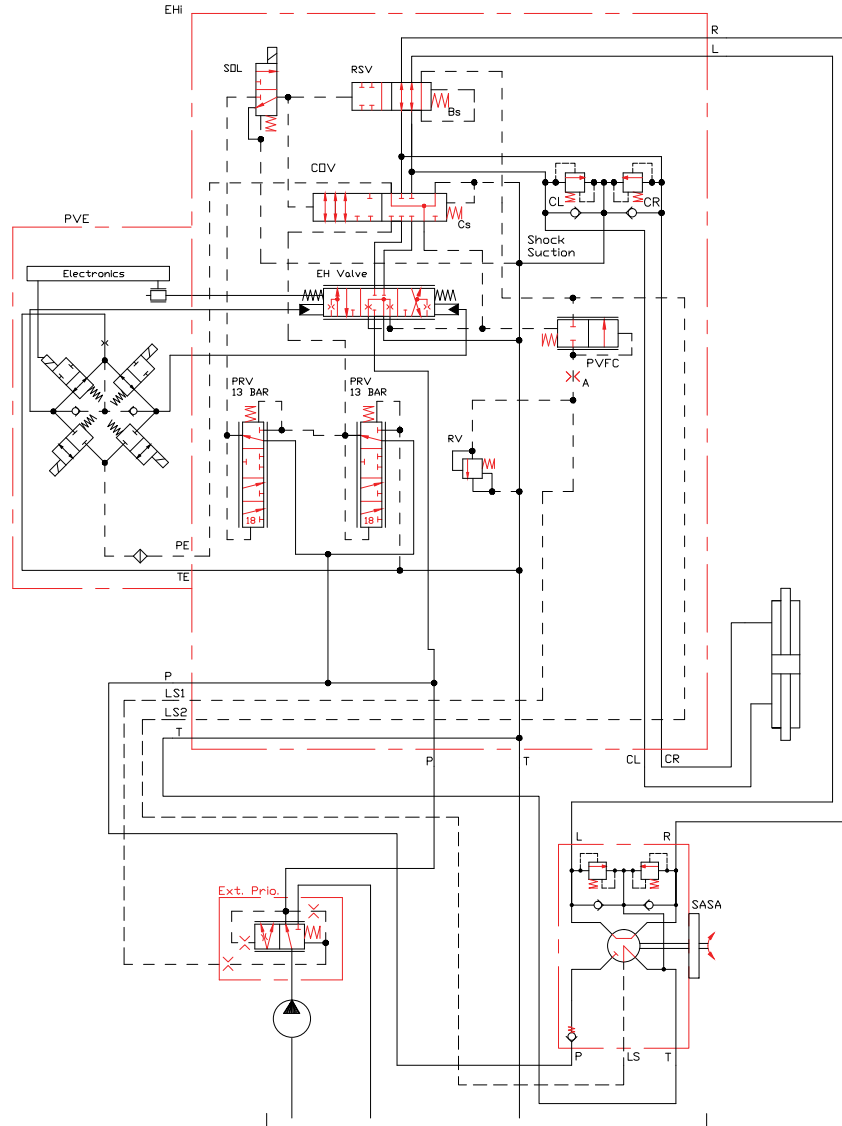 EHi
R
L
SOL
RSV
Bs
COV
CL
CR
Cs
PVE
Shock
Suction
Electronics
EH Valve
PVFC
A
PRV
13 BAR
PRV
13 BAR
RV
18
18
PE
TE
P
LS1
LS2
T
P
T
CL
CR
L
R
Ext. Prio.
SASA
P
LS
T